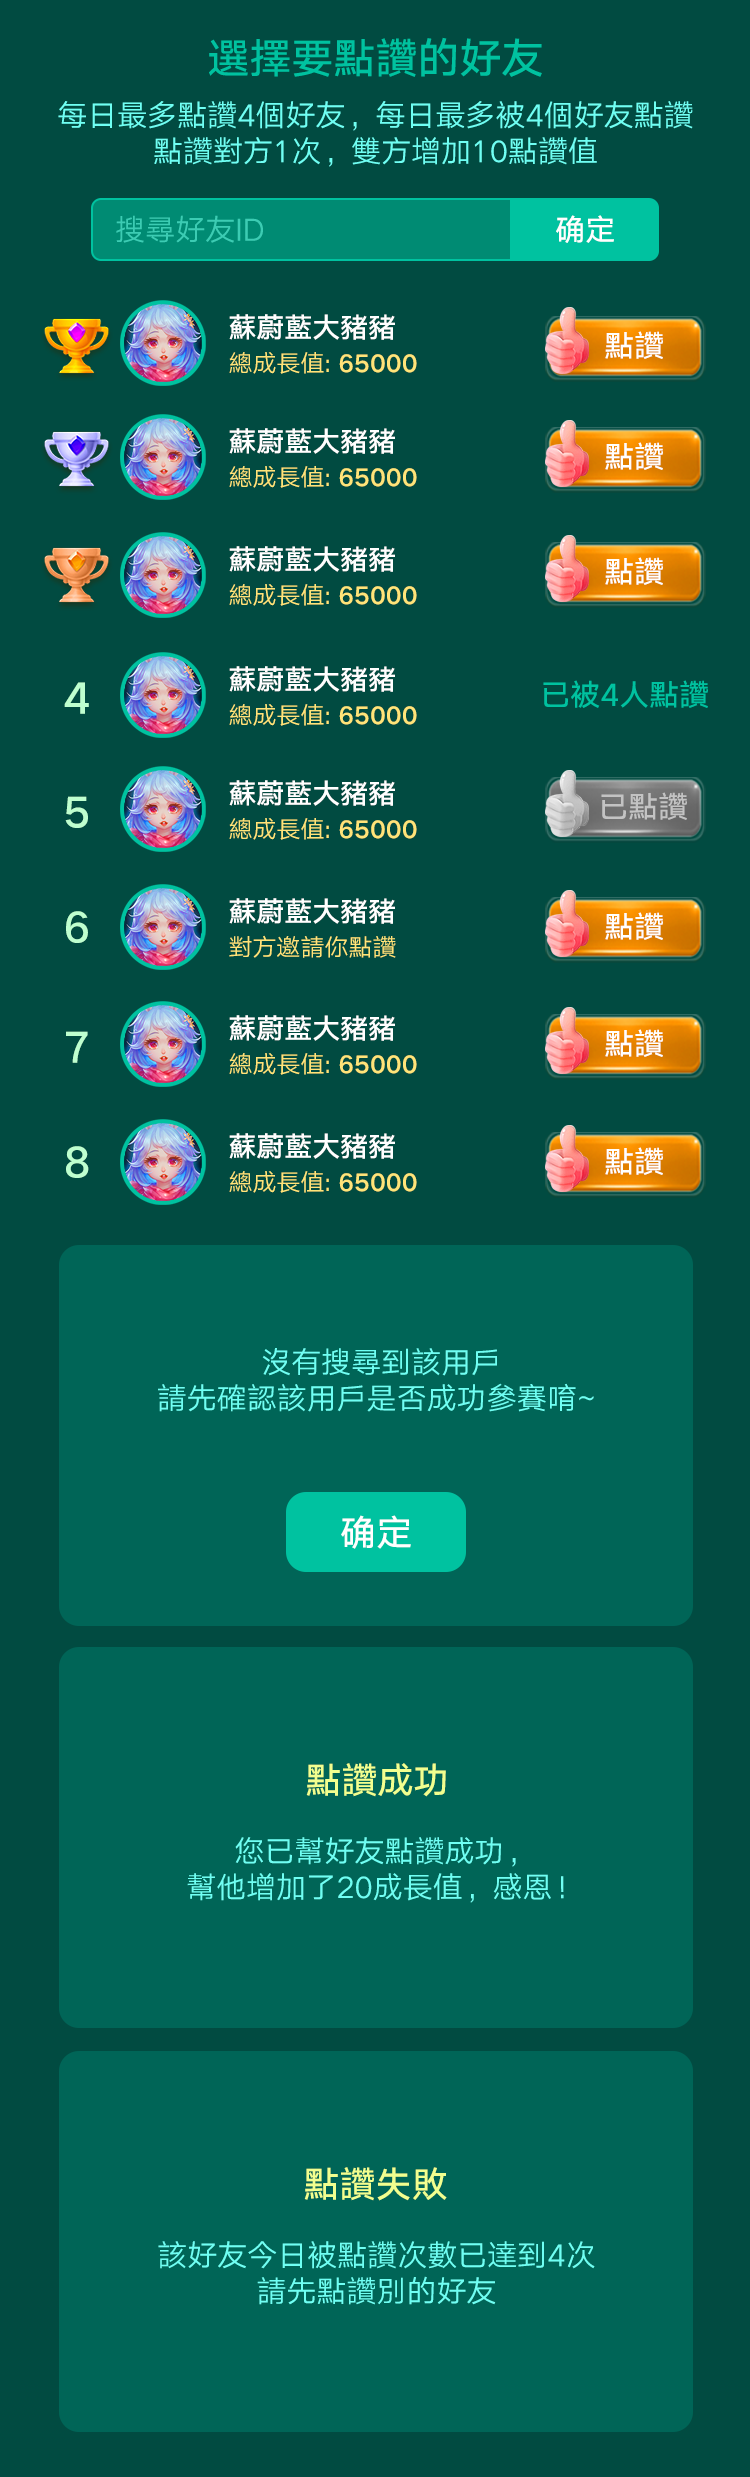 選擇要點讚的好友
每日最多點讚4個好友，每日最多被4個好友點讚
點讚對方1次，雙方增加10點讚值
搜尋好友ID
确定
蘇蔚藍大豬豬
總成長值: 65000
點讚
蘇蔚藍大豬豬
總成長值: 65000
點讚
蘇蔚藍大豬豬
總成長值: 65000
點讚
4
蘇蔚藍大豬豬
總成長值: 65000
已被4人點讚
5
蘇蔚藍大豬豬
總成長值: 65000
已點讚
6
蘇蔚藍大豬豬
對方邀請你點讚
點讚
7
蘇蔚藍大豬豬
總成長值: 65000
點讚
8
蘇蔚藍大豬豬
總成長值: 65000
點讚
沒有搜尋到該用戶
請先確認該用戶是否成功參賽唷~
确定
點讚成功
您已幫好友點讚成功，
幫他增加了20成長值，感恩！
點讚失敗
該好友今日被點讚次數已達到4次
請先點讚別的好友